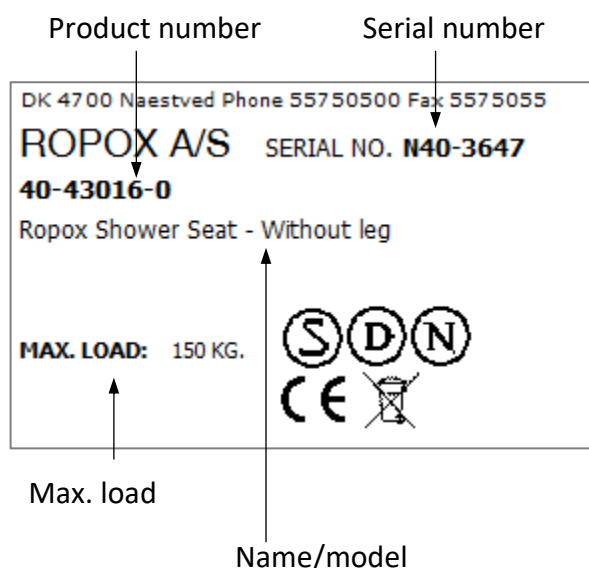 Product number Serial number
DK 4700 Naestved Phone 55750500 Fax 5575055
ROPOX A/S SERIAL NO. N40-3647
40-43016-0
Ropox Shower Seat - Without leg
MAX. LOAD: 150 KG.
S D N
CE
Max. load
Name/model